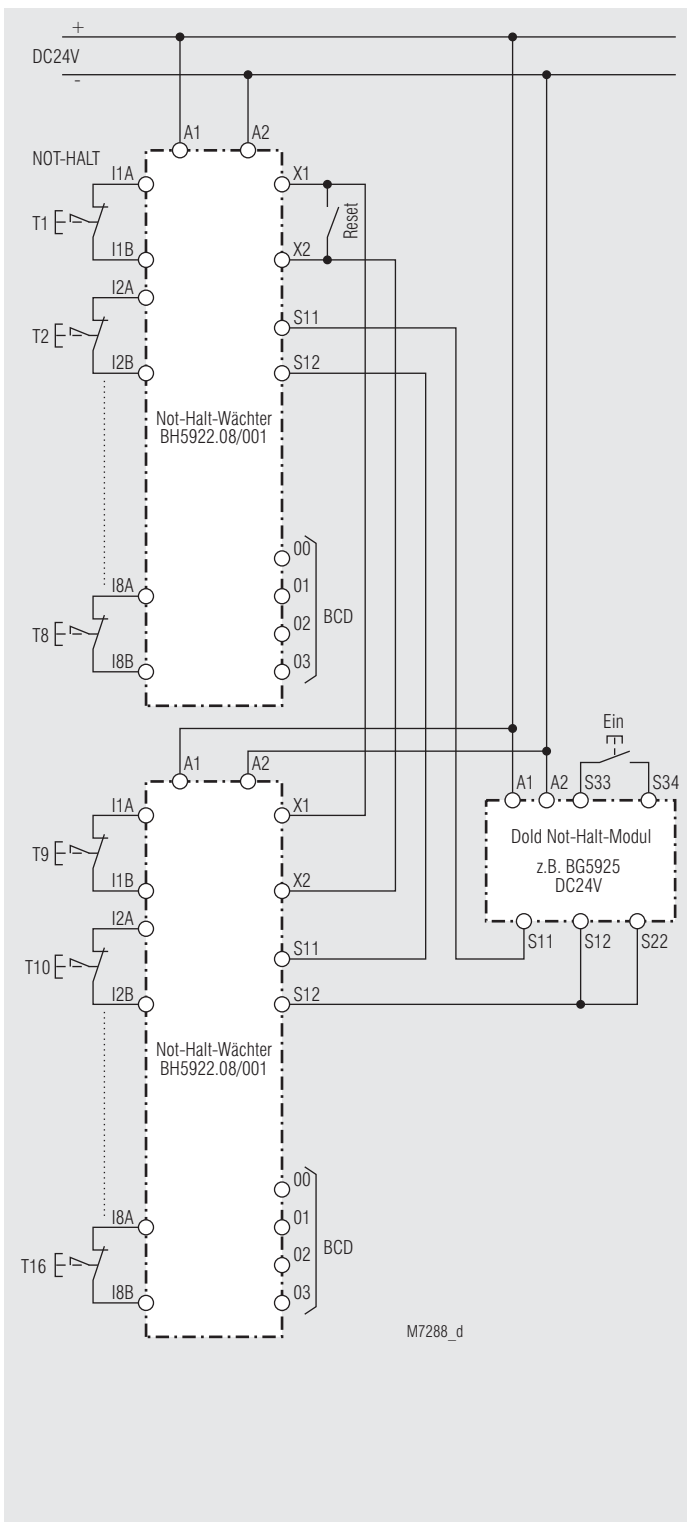 +
DC24V
-
A1
A2
NOT-HALT
I1A
X1
T1
Reset
I1B
X2
I2A
S11
T2
I2B
S12
Not-Halt-Wächter
BH5922.08/001
00
I8A
01
BCD
02
T8
I8B
03
Ein
A1
A2
A1
A2
S33
S34
I1A
X1
Dold Not-Halt-Modul
T9
z.B. BG5925
DC24V
I1B
X2
I2A
S11
S12
S22
T10
S11
I2B
S12
Not-Halt-Wächter
BH5922.08/001
00
I8A
01
BCD
02
T16
I8B
03
M7288_d